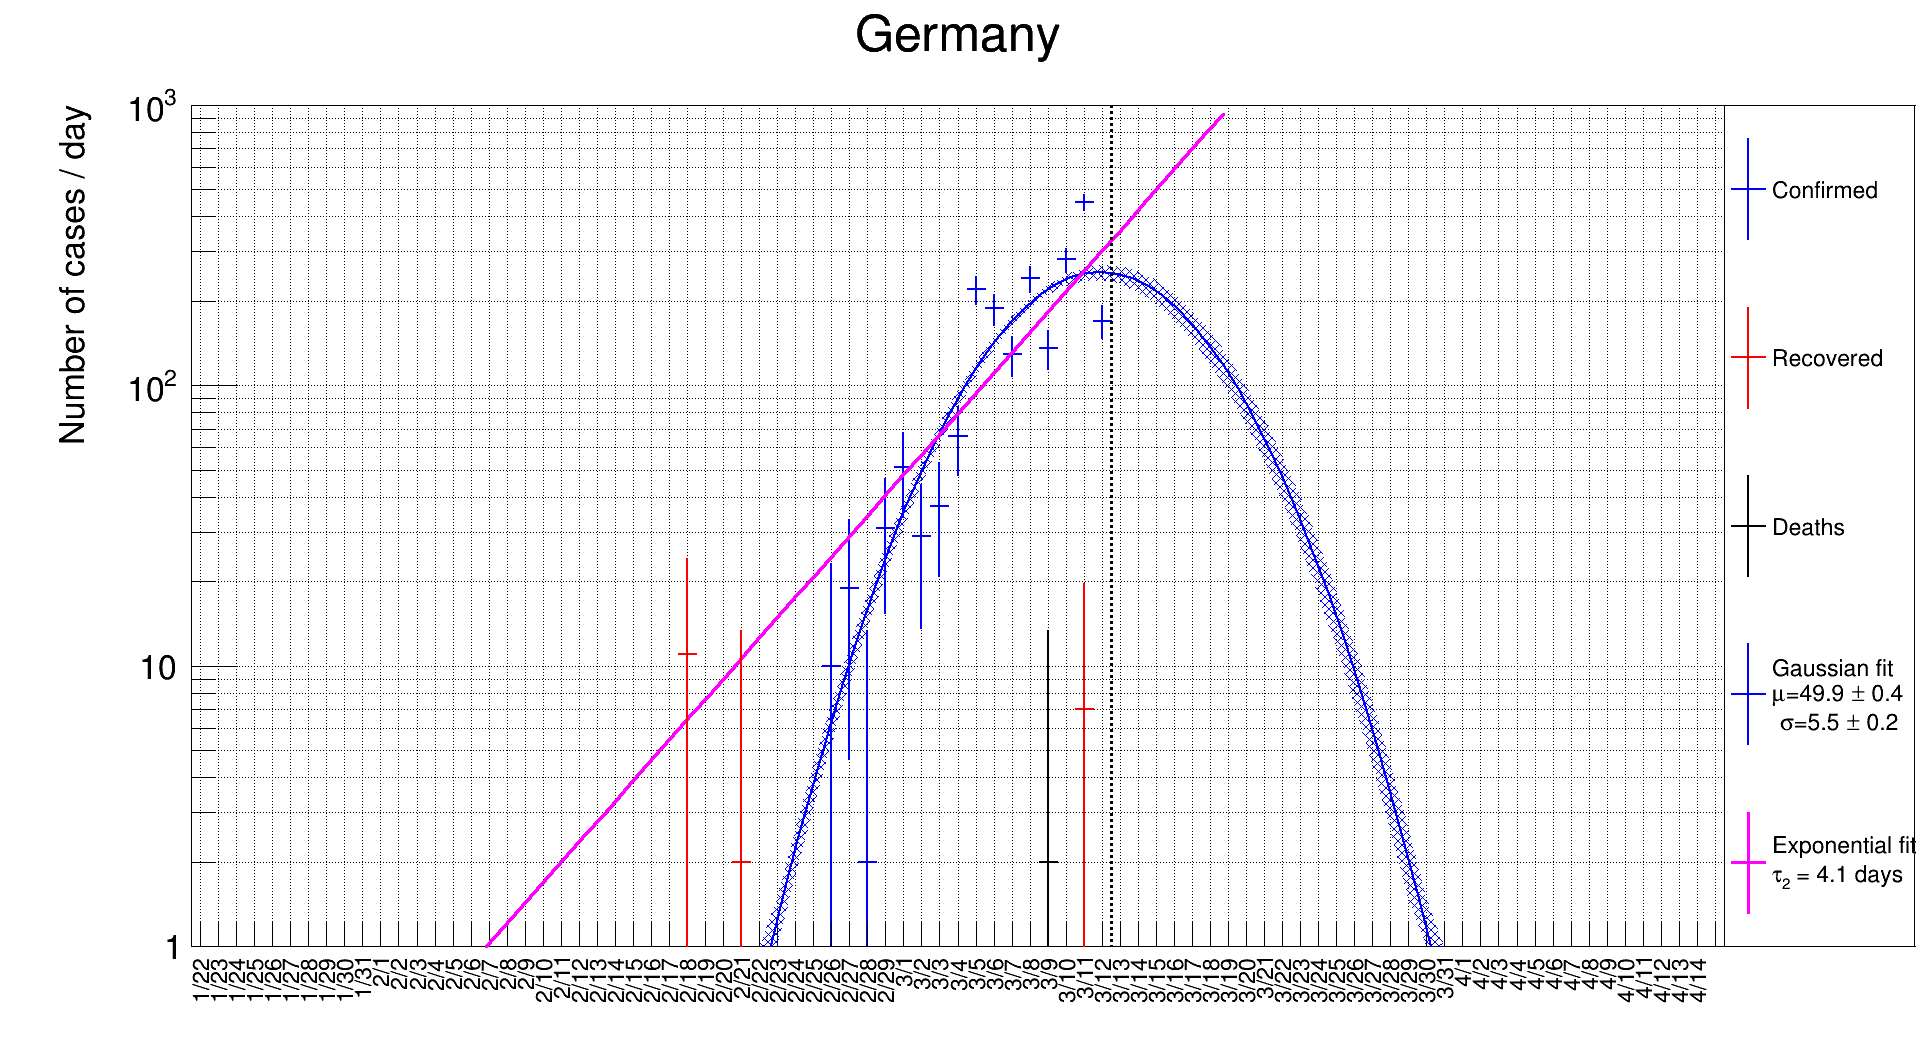 Germany
Number of cases / day
10³
10²
10
1
1/22 1/23 1/24 1/25 1/26 1/27 1/28 1/29 1/30 1/31 2/1 2/2 2/3 2/4 2/5 2/6 2/7 2/8 2/9 2/10 2/11 2/12 2/13 2/14 2/15 2/16 2/17 2/18 2/19 2/20 2/21 2/22 2/23 2/24 2/25 2/26 2/27 2/28 2/29 3/1 3/2 3/3 3/4 3/5 3/6 3/7 3/8 3/9 3/10 3/11 3/12 3/13 3/14 3/15 3/16 3/17 3/18 3/19 3/20 3/21 3/22 3/23 3/24 3/25 3/26 3/27 3/28 3/29 3/30 3/31 4/1 4/2 4/3 4/4 4/5 4/6 4/7 4/8 4/9 4/10 4/11 4/12 4/13 4/14
Confirmed
Recovered
Deaths
Gaussian fit
μ=49.9 ± 0.4
σ=5.5 ± 0.2
Exponential fit
τ₂ = 4.1 days